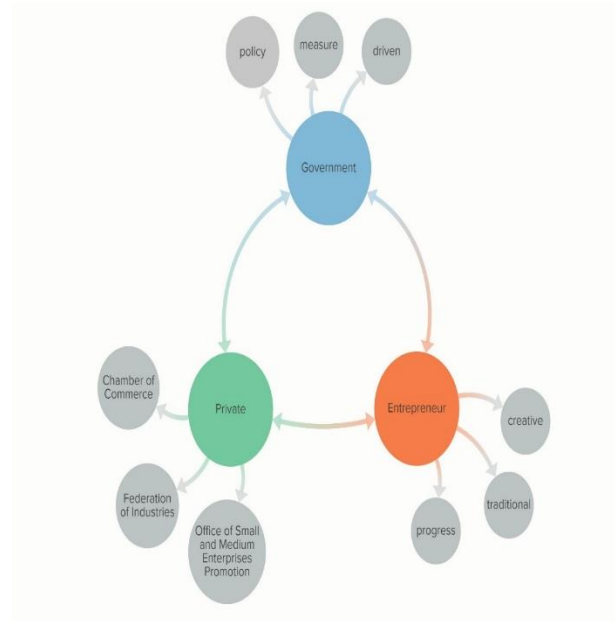 policy
measure
driven
Government
Chamber of
Commerce
Private
Entrepreneur
creative
Federation
of Industries
traditional
Office of Small
and Medium
Enterprises
Promotion
progress